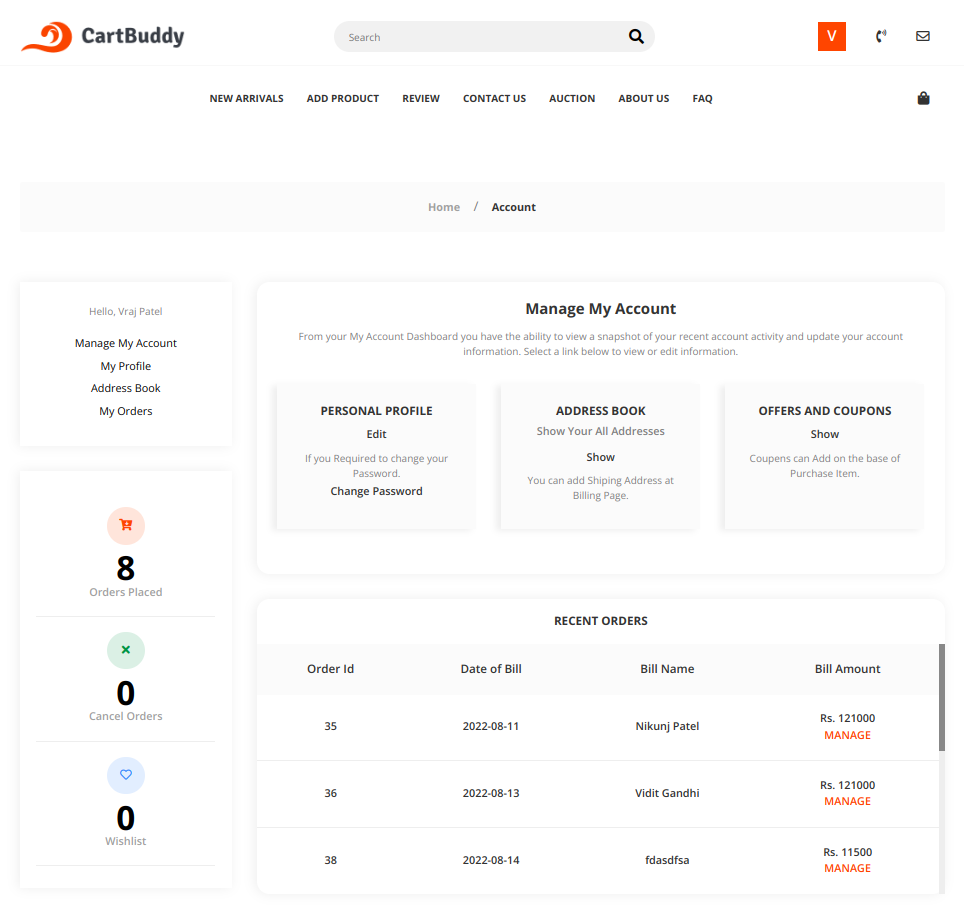 CartBuddy
Search
V
NEW ARRIVALS ADD PRODUCT REVIEW CONTACT US AUCTION ABOUT US FAQ
Home / Account
Hello, Vraj Patel
Manage My Account
My Profile
Address Book
My Orders
8
Orders Placed
0
Cancel Orders
0
Wishlist
Manage My Account
From your My Account Dashboard you have the ability to view a snapshot of your recent account activity and update your account
information. Select a link below to view or edit information.
PERSONAL PROFILE
Edit
If you Required to change your
Password.
Change Password
ADDRESS BOOK
Show Your All Addresses
Show
You can add Shiping Address at
Billing Page.
OFFERS AND COUPONS
Show
Coupens can Add on the base of
Purchase Item.
RECENT ORDERS
Order Id Date of Bill Bill Name Bill Amount
35 2022-08-11 Nikunj Patel Rs. 121000
MANAGE
36 2022-08-13 Vidit Gandhi Rs. 121000
MANAGE
38 2022-08-14 fdasdfsa Rs. 11500
MANAGE